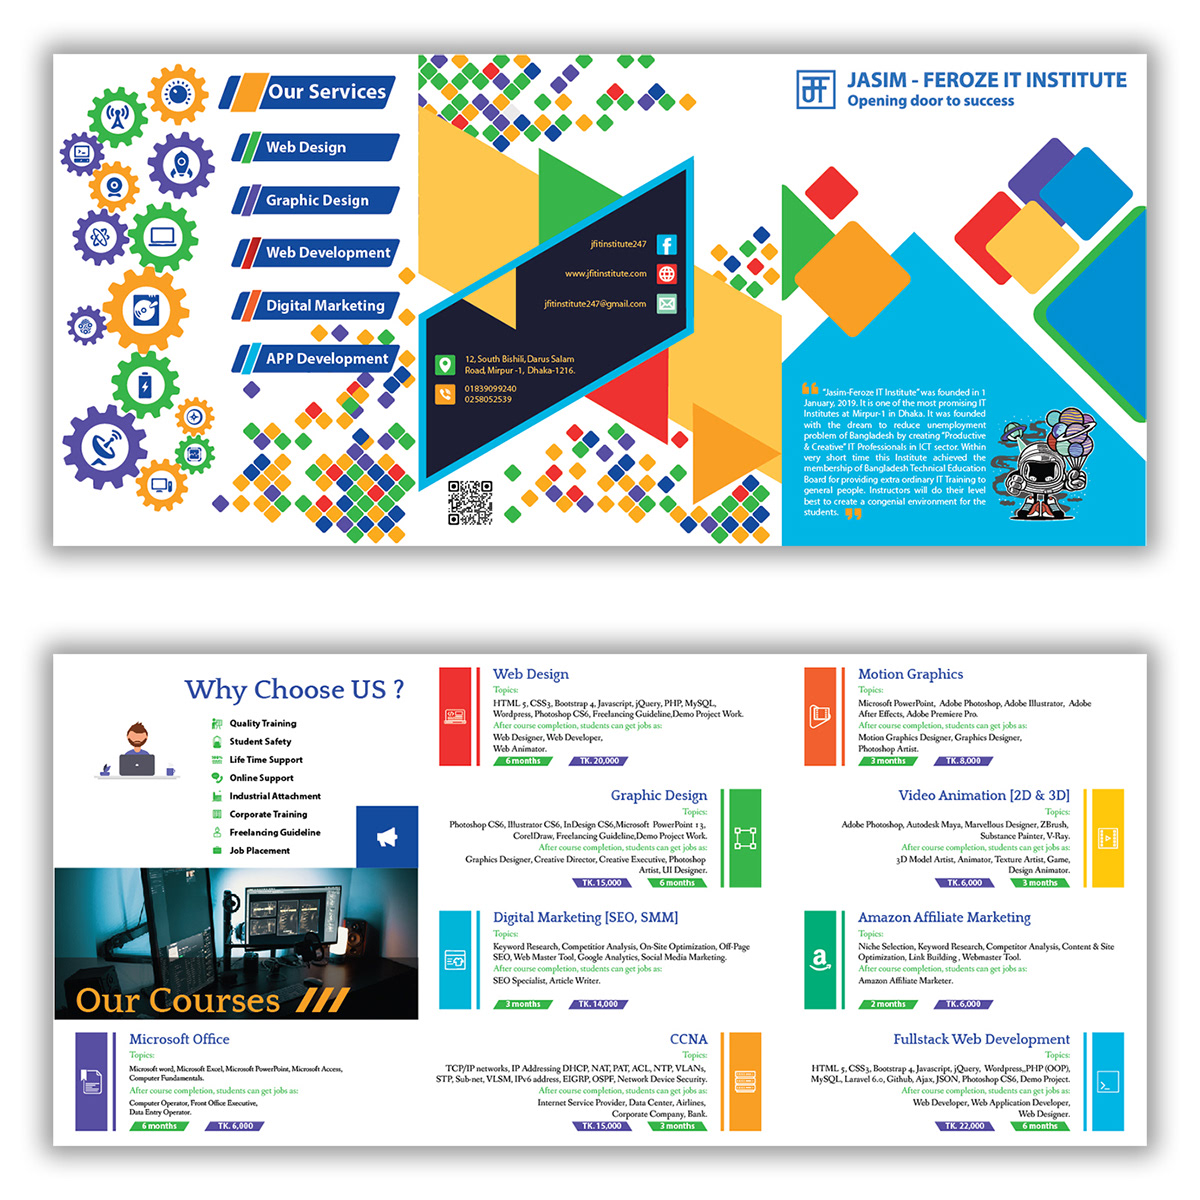 Our Services
Web Design
Graphic Design
Web Development
Digital Marketing
APP Development
jfitinstitute247
www.jfitinstitute.com
jfitinstitute247@gmail.com
12, South Bishili, Darus Salam
Road, Mirpur -1, Dhaka-1216.
01839099240
0258052539
JF
JASIM - FEROZE IT INSTITUTE
Opening door to success
"Jasim-Feroze IT Institute" was founded in 1
January, 2019. It is one of the most promising IT
Institutes at Mirpur-1 in Dhaka. It was founded
with the dream to reduce unemployment
problem of Bangladesh by creating "Productive
& Creative" IT Professionals in ICT sector. Within
very short time this Institute achieved the
membership of Bangladesh Technical Education
Board for providing extra ordinary IT Training to
general people. Instructors will do their level
best to create a congenial environment for the
students.
Why Choose US ?
Quality Training
Student Safety
Life Time Support
Online Support
Industrial Attachment
Corporate Training
Freelancing Guideline
Job Placement
Our Courses
Microsoft Office
Topics:
Microsoft word, Microsoft Excel, Microsoft PowerPoint, Microsoft Access,
Computer Fundamentals.
After course completion, students can get jobs as:
Computer Operator, Front Office Executive,
Data Entry Operator.
6 months TK. 6,000
Web Design
Topics:
HTML 5, CSS3, Bootstrap 4, Javascript, jQuery, PHP, MySQL,
Wordpress, Photoshop CS6, Freelancing Guideline,Demo Project Work.
After course completion, students can get jobs as:
Web Designer, Web Developer,
Web Animator.
6 months TK. 20,000
Graphic Design
Topics:
Photoshop CS6, Illustrator CS6, InDesign CS6,Microsoft PowerPoint 13,
CorelDraw, Freelancing Guideline,Demo Project Work.
After course completion, students can get jobs as:
Graphics Designer, Creative Director, Creative Executive, Photoshop
Artist, UI Designer.
TK. 15,000 6 months
Digital Marketing [SEO, SMM]
Topics:
Keyword Research, Competitior Analysis, On-Site Optimization, Off-Page
SEO, Web Master Tool, Google Analytics, Social Media Marketing.
After course completion, students can get jobs as:
SEO Specialist, Article Writer.
3 months TK. 14,000
CCNA
Topics:
TCP/IP networks, IP Addressing DHCP, NAT, PAT, ACL, NTP, VLANs,
STP, Sub-net, VLSM, IPv6 address, EIGRP, OSPF, Network Device Security.
After course completion, students can get jobs as:
Internet Service Provider, Data Center, Airlines,
Corporate Company, Bank.
TK. 15,000 3 months
Motion Graphics
Topics:
Microsoft PowerPoint, Adobe Photoshop, Adobe Illustrator, Adobe
After Effects, Adobe Premiere Pro.
After course completion, students can get jobs as:
Motion Graphics Designer, Graphics Designer,
Photoshop Artist.
3 months TK. 8,000
Video Animation [2D & 3D]
Topics:
Adobe Photoshop, Autodesk Maya, Marvellous Designer, ZBrush,
Substance Painter, V-Ray.
After course completion, students can get jobs as:
3D Model Artist, Animator, Texture Artist, Game,
Design Animator.
TK. 6,000 3 months
Amazon Affiliate Marketing
Topics:
Niche Selection, Keyword Research, Competitor Analysis, Content & Site
Optimization, Link Building , Webmaster Tool.
After course completion, students can get jobs as:
Amazon Affiliate Marketer.
2 months TK. 6,000
Fullstack Web Development
Topics:
HTML 5, CSS3, Bootstrap 4, Javascript, jQuery, Wordpress,PHP (OOP),
MySQL, Laravel 6.0, Github, Ajax, JSON, Photoshop CS6, Demo Project.
After course completion, students can get jobs as:
Web Developer, Web Application Developer,
Web Designer.
TK. 22,000 6 months